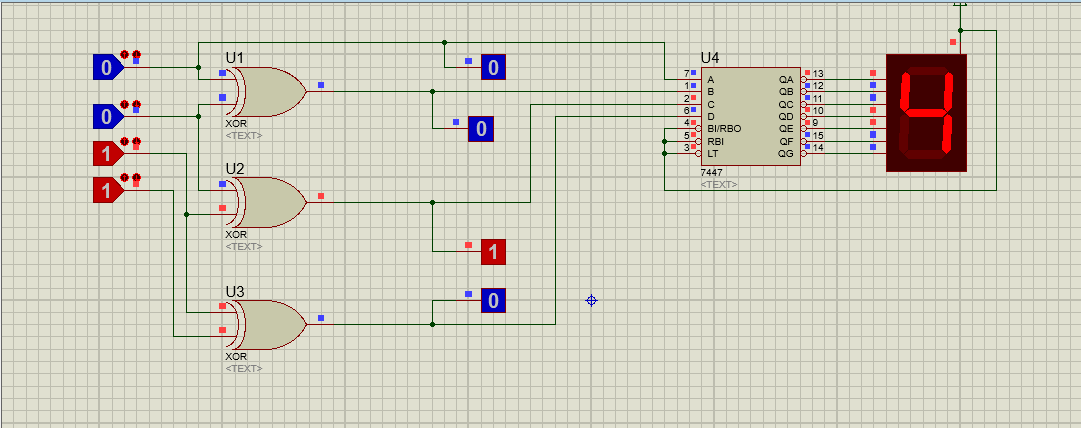 U1
0
0
U4
7 A QA 13
1 B QB 12
2 C QC 11
6 D QD 10
4 BI/RBO QE 9
5 RBI QF 15
3 LT QG 14
7447
<TEXT>
4
0
XOR
<TEXT>
0
1
1
U2
XOR
<TEXT>
1
U3
0
XOR
<TEXT>